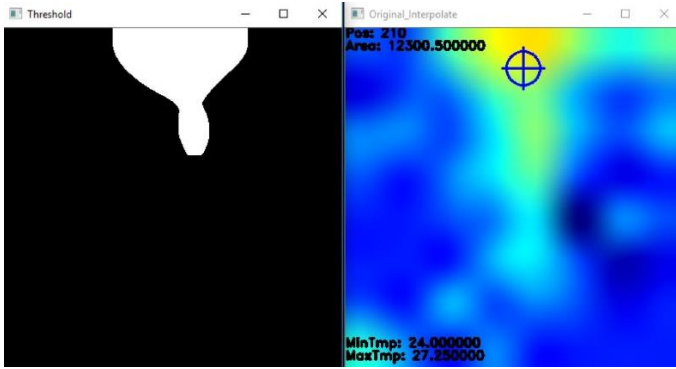 Threshold
Original_Interpolate
Pos: 210
Area: 12300.500000
MinTmp: 24.000000
MaxTmp: 27.250000